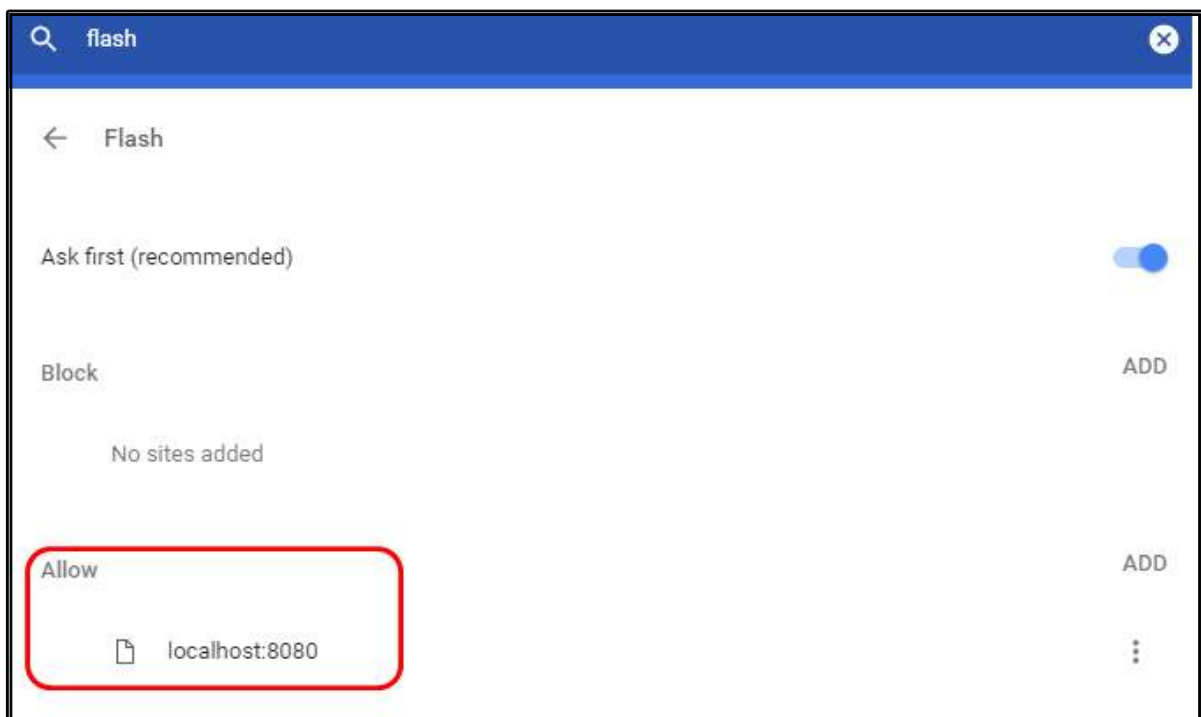 flash
Flash
Ask first (recommended)
Block ADD
No sites added
Allow ADD
localhost:8080